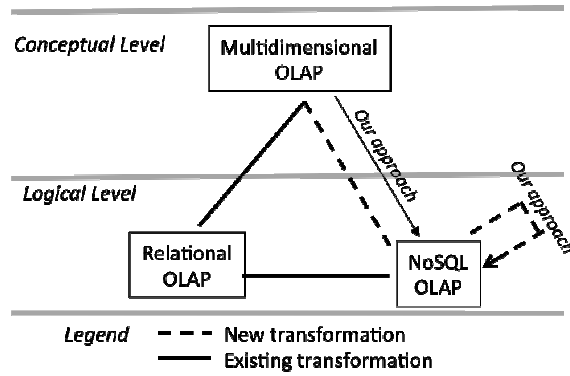 Conceptual Level
Multidimensional
OLAP
Our approach
Logical Level
Our approach
Relational
OLAP
NoSQL
OLAP
Legend
New transformation
Existing transformation